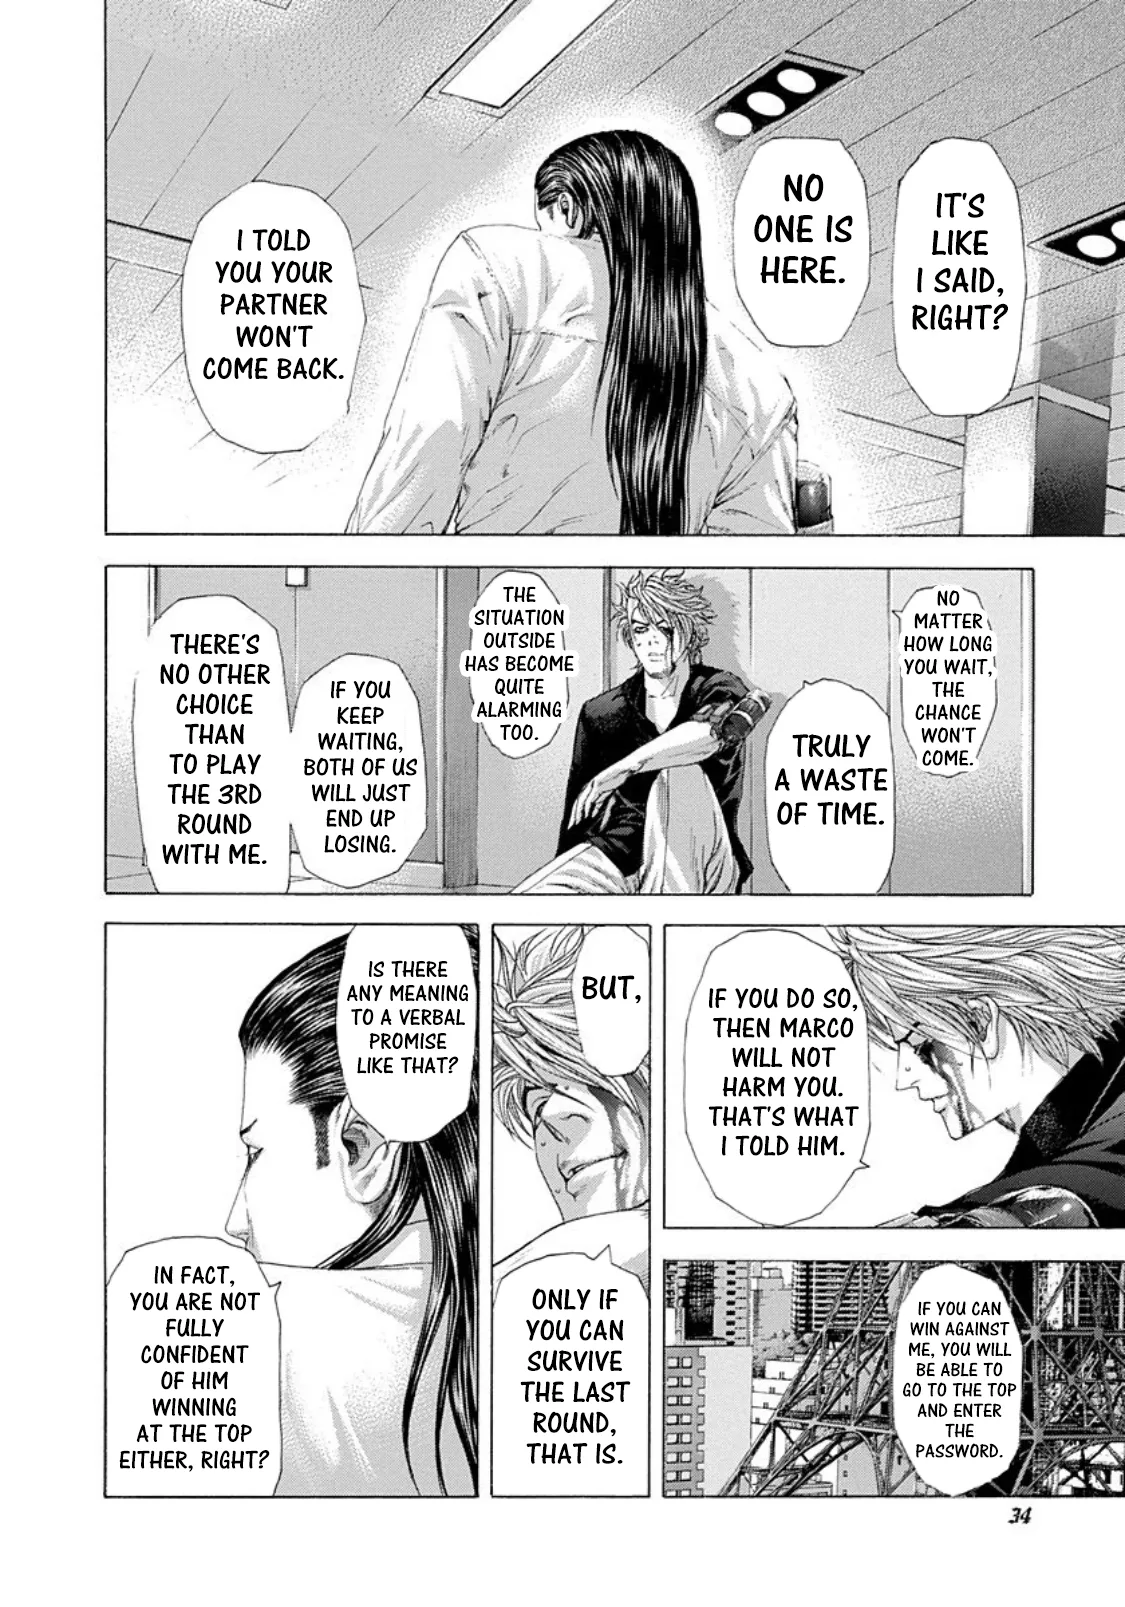 IT'S
LIKE
I SAID,
RIGHT?
NO
ONE IS
HERE.
I TOLD
YOU YOUR
PARTNER
WON'T
COME BACK.
NO
MATTER
HOW LONG
YOU WAIT,
THE
CHANCE
WON'T
COME.
TRULY
A WASTE
OF TIME.
THE
SITUATION
OUTSIDE
HAS BECOME
QUITE
ALARMING
TOO.
IF YOU
KEEP
WAITING,
BOTH OF US
WILL JUST
END UP
LOSING.
THERE'S
NO OTHER
CHOICE
THAN
TO PLAY
THE 3RD
ROUND
WITH ME.
IF YOU DO SO,
THEN MARCO
WILL NOT
HARM YOU.
THAT'S WHAT
I TOLD HIM.
IF YOU CAN
WIN AGAINST
ME, YOU WILL
BE ABLE TO
GO TO THE TOP
AND ENTER
THE
PASSWORD.
BUT,
ONLY IF
YOU CAN
SURVIVE
THE LAST
ROUND,
THAT IS.
IS THERE
ANY MEANING
TO A VERBAL
PROMISE
LIKE THAT?
IN FACT,
YOU ARE NOT
FULLY
CONFIDENT
OF HIM
WINNING
AT THE TOP
EITHER, RIGHT?
34